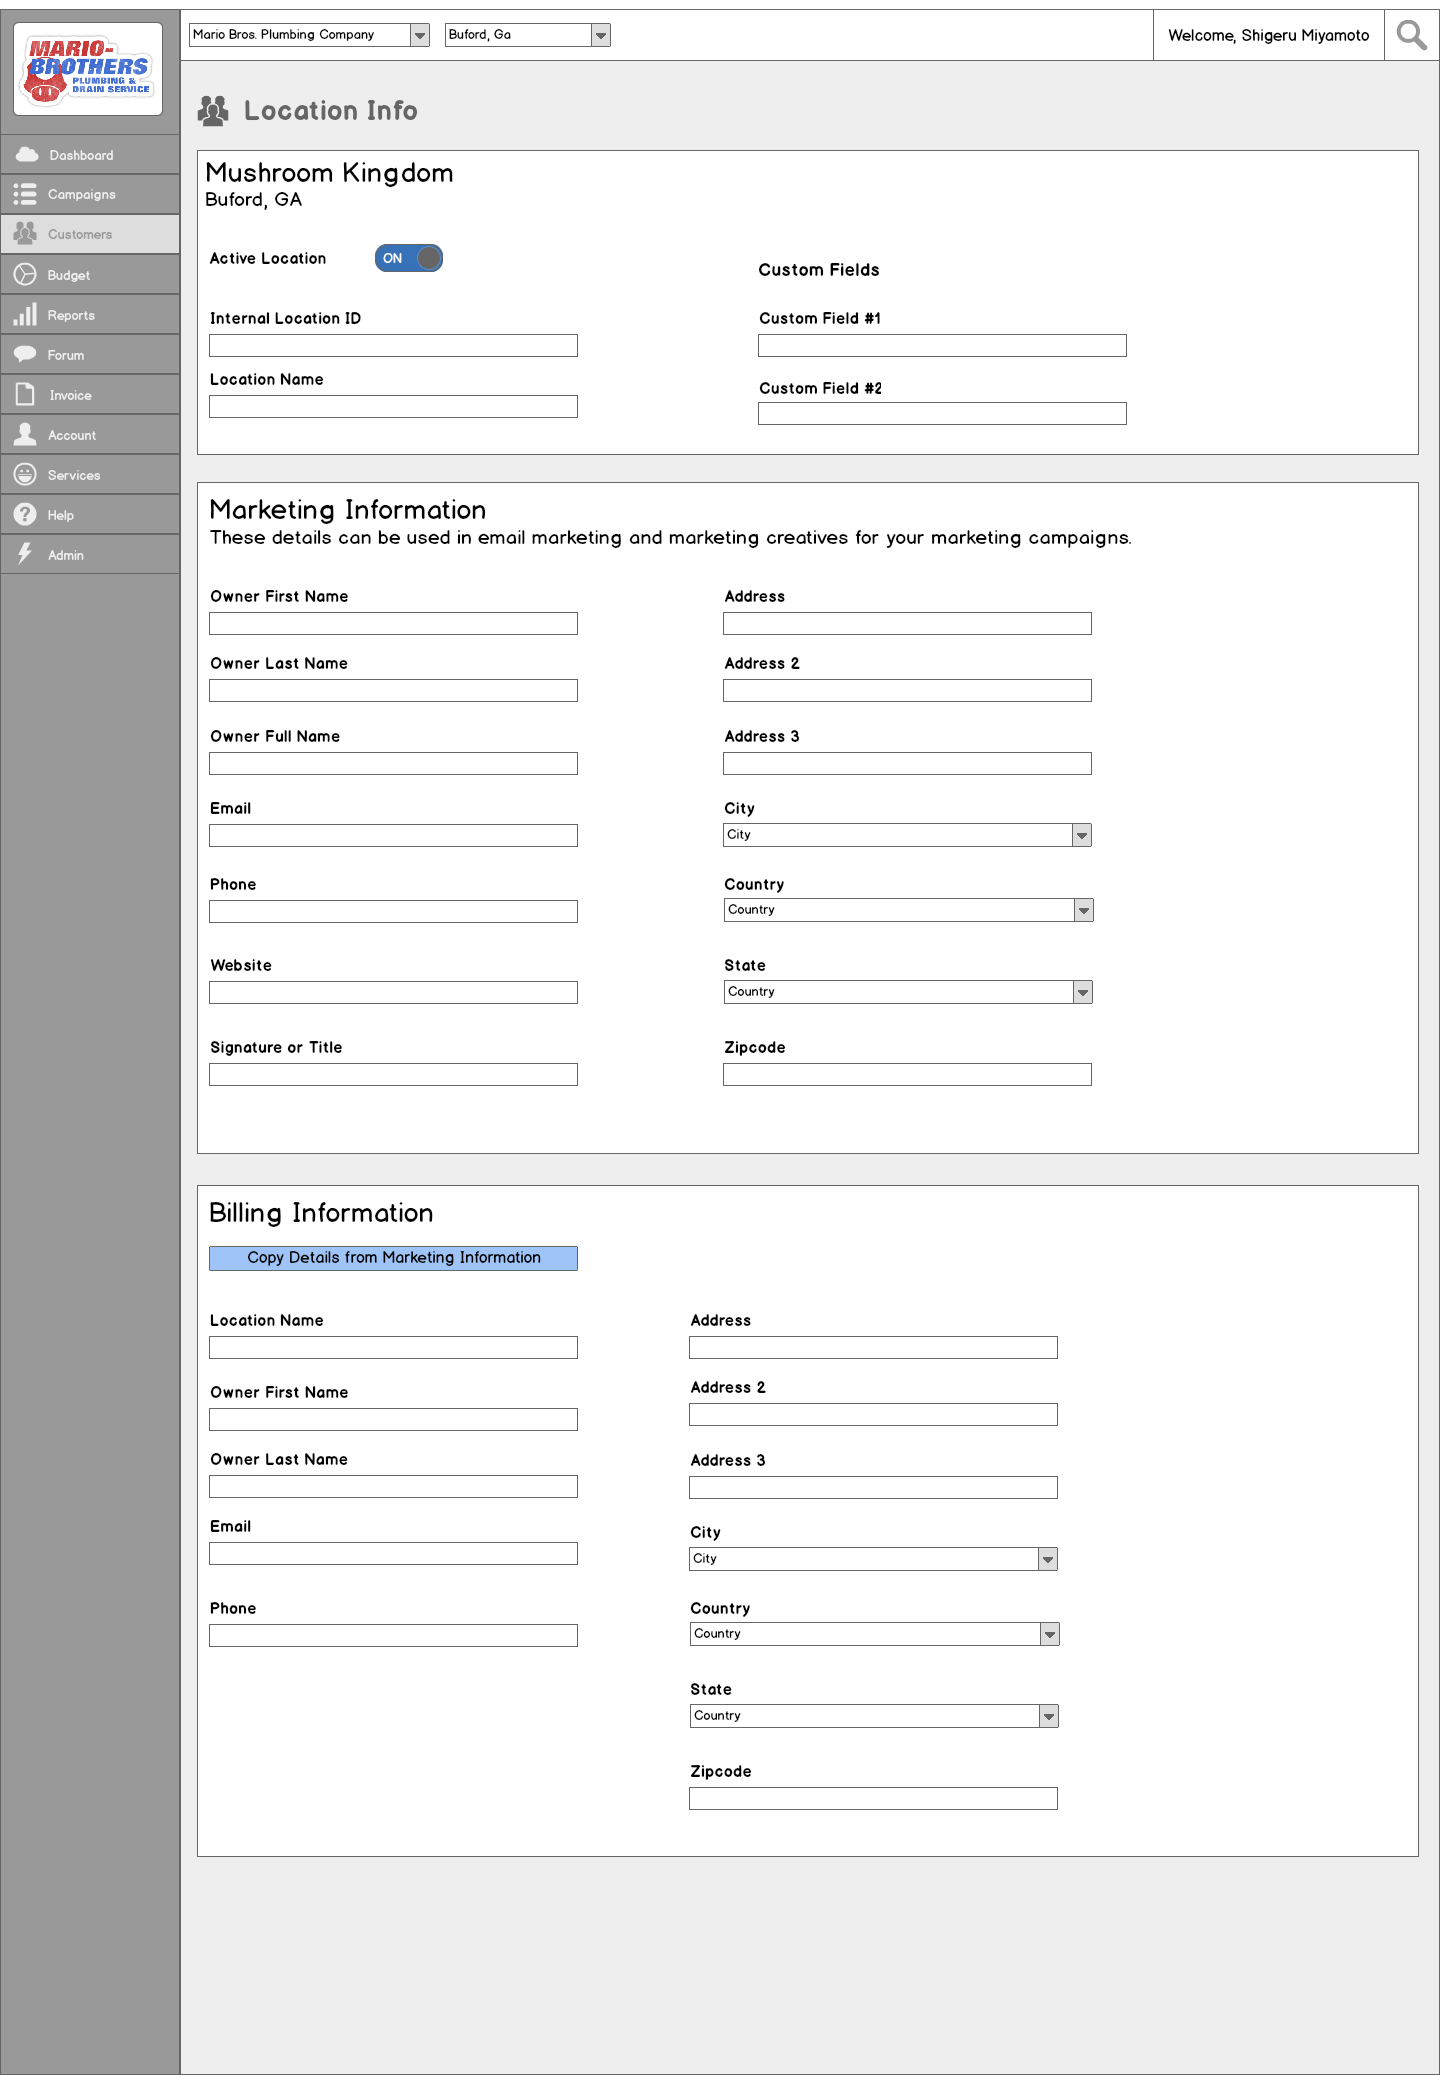 MARIO-
BROTHERS
PLUMBING &
DRAIN SERVICE
Mario Bros. Plumbing Company
Buford, Ga
Welcome, Shigeru Miyamoto
Dashboard
Campaigns
Customers
Budget
Reports
Forum
Invoice
Account
Services
Help
Admin
Location Info
Mushroom Kingdom
Buford, GA
Active Location
ON
Custom Fields
Internal Location ID
Custom Field #1
Location Name
Custom Field #2
Marketing Information
These details can be used in email marketing and marketing creatives for your marketing campaigns.
Owner First Name
Address
Owner Last Name
Address 2
Owner Full Name
Address 3
Email
City
City
Phone
Country
Country
Website
State
Country
Signature or Title
Zipcode
Billing Information
Copy Details from Marketing Information
Location Name
Address
Owner First Name
Address 2
Owner Last Name
Address 3
Email
City
City
Phone
Country
Country
State
Country
Zipcode